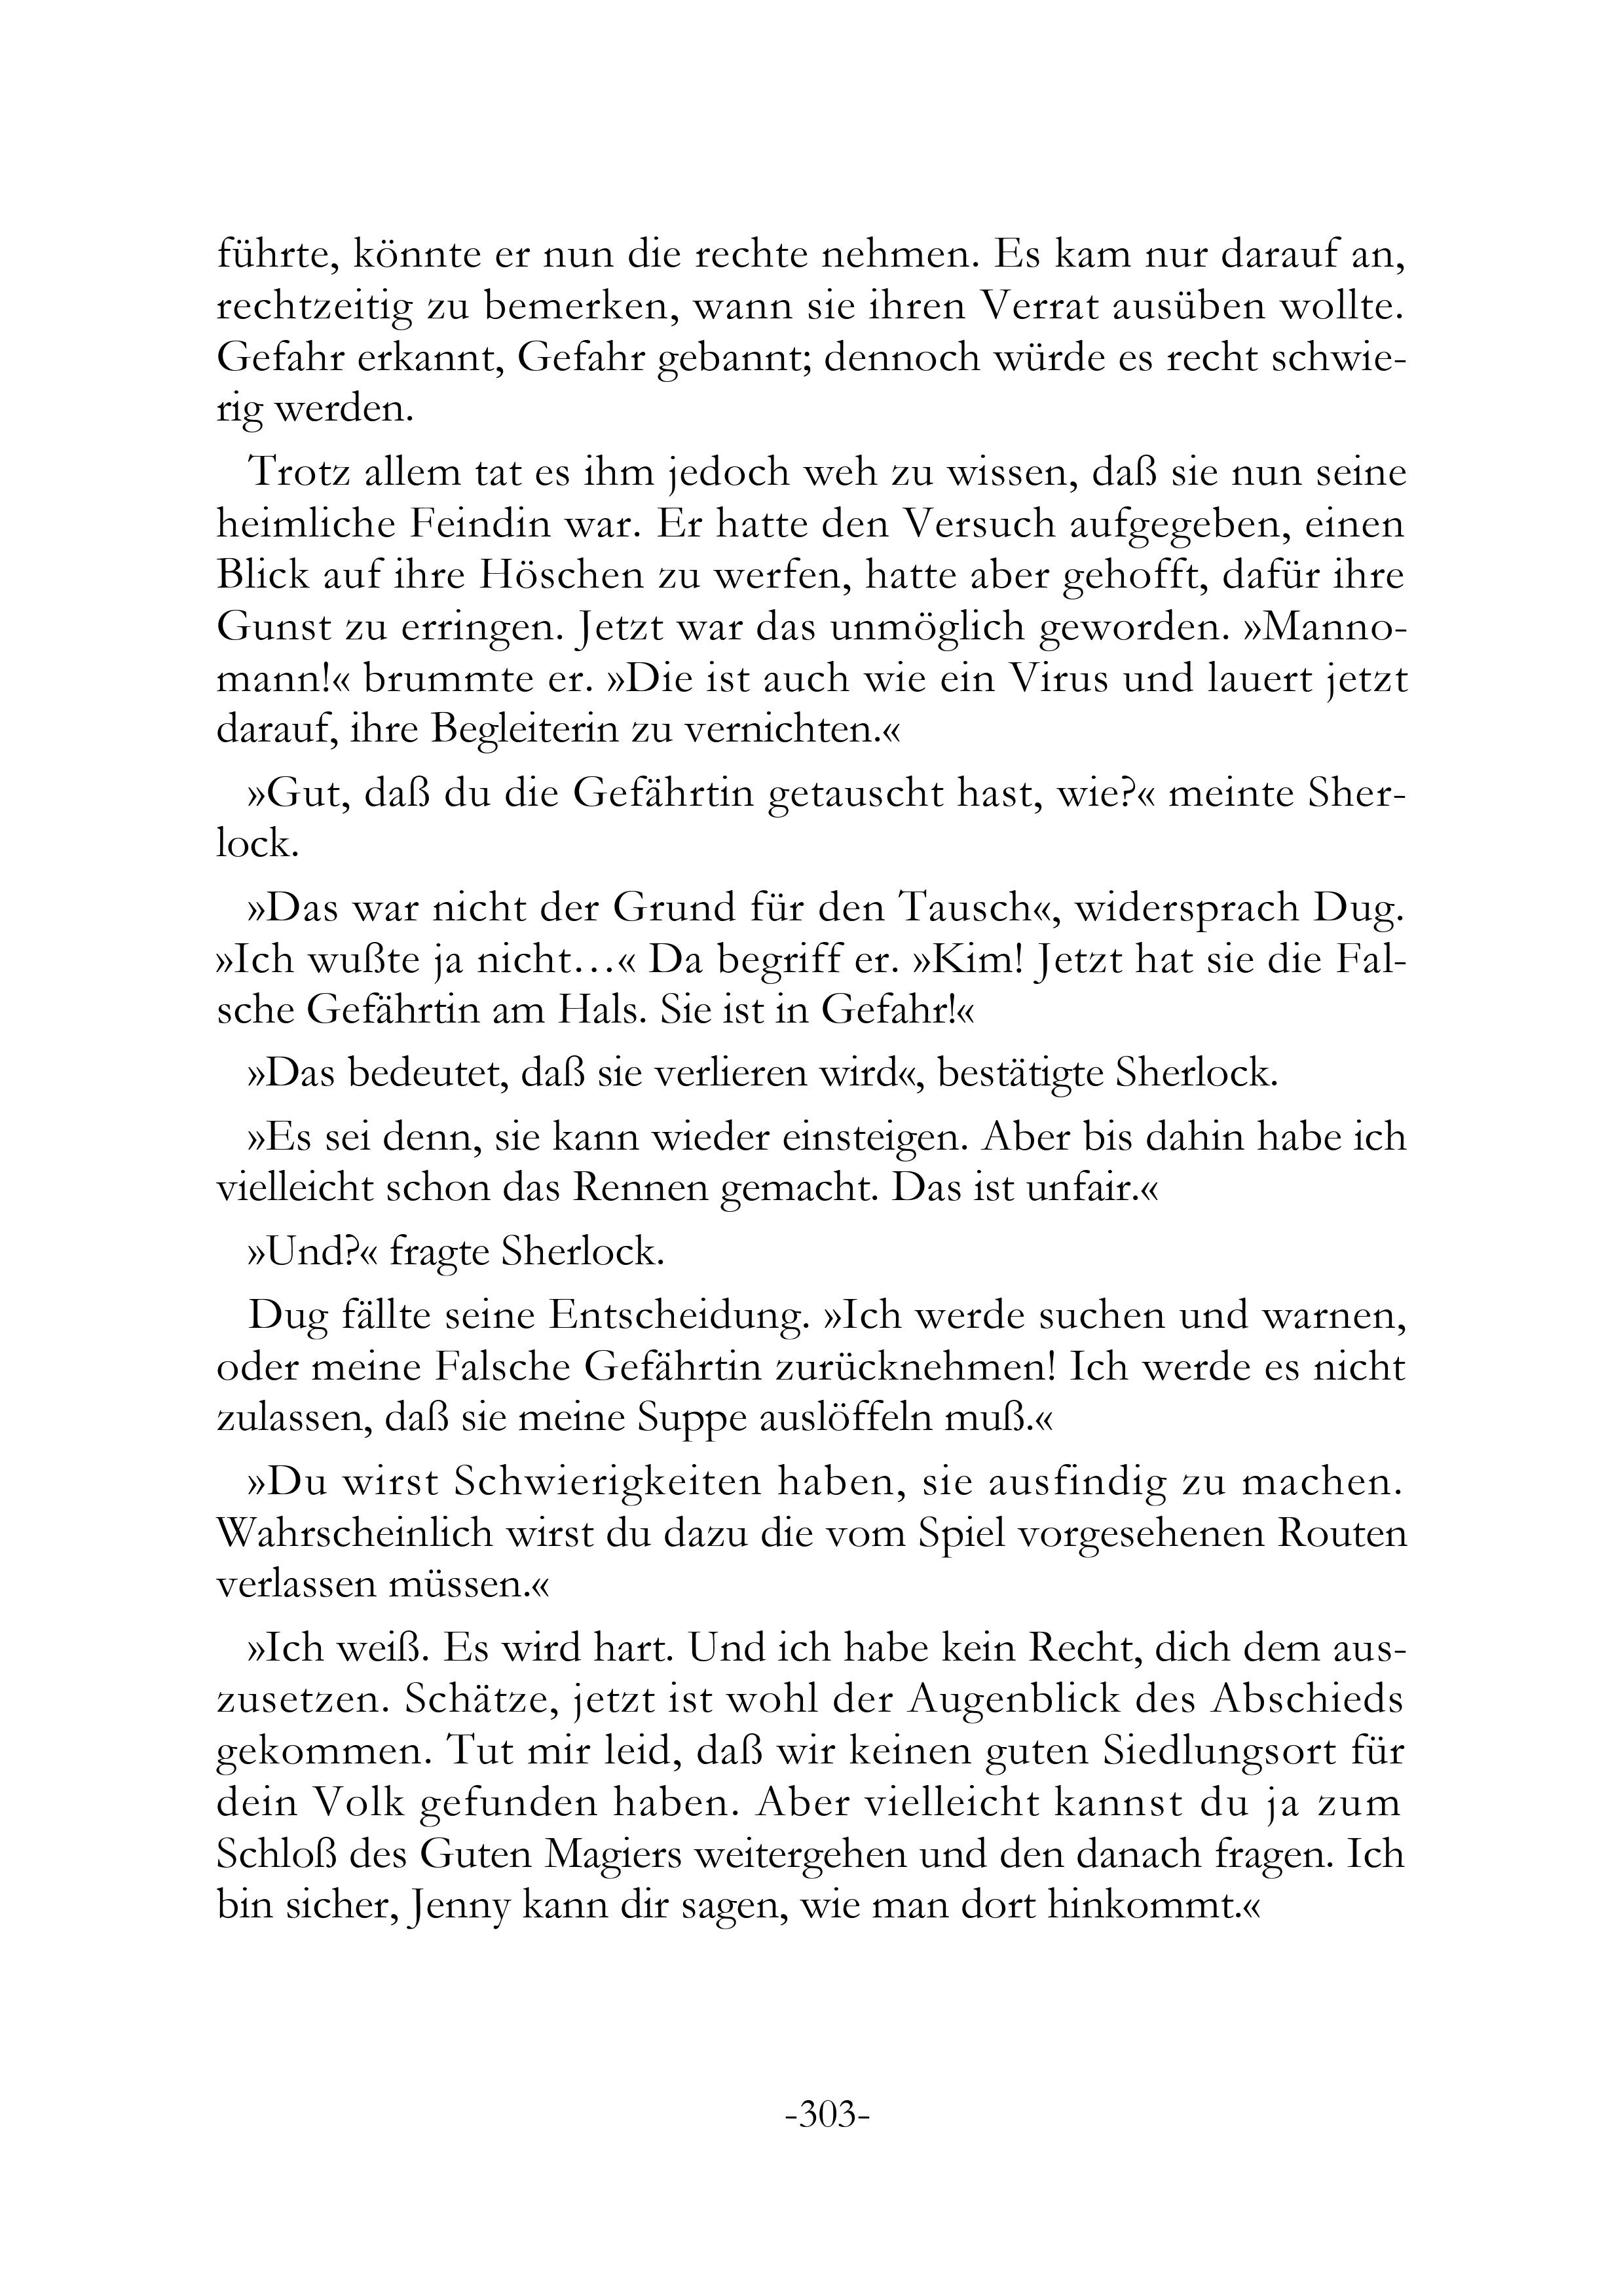 führte, könnte er nun die rechte nehmen. Es kam nur darauf an,
rechtzeitig zu bemerken, wann sie ihren Verrat ausüben wollte.
Gefahr erkannt, Gefahr gebannt; dennoch würde es recht schwie-
rig werden.
Trotz allem tat es ihm jedoch weh zu wissen, daß sie nun seine
heimliche Feindin war. Er hatte den Versuch aufgegeben, einen
Blick auf ihre Höschen zu werfen, hatte aber gehofft, dafür ihre
Gunst zu erringen. Jetzt war das unmöglich geworden. »Manno-
mann!« brummte er. »Die ist auch wie ein Virus und lauert jetzt
darauf, ihre Begleiterin zu vernichten.«
»Gut, daß du die Gefährtin getauscht hast, wie?« meinte Sher-
lock.
»Das war nicht der Grund für den Tausch«, widersprach Dug.
»Ich wußte ja nicht…« Da begriff er. »Kim! Jetzt hat sie die Fal-
sche Gefährtin am Hals. Sie ist in Gefahr!«
»Das bedeutet, daß sie verlieren wird«, bestätigte Sherlock.
»Es sei denn, sie kann wieder einsteigen. Aber bis dahin habe ich
vielleicht schon das Rennen gemacht. Das ist unfair.«
»Und?« fragte Sherlock.
Dug fällte seine Entscheidung. »Ich werde suchen und warnen,
oder meine Falsche Gefährtin zurücknehmen! Ich werde es nicht
zulassen, daß sie meine Suppe auslöffeln muß.«
»Du wirst Schwierigkeiten haben, sie ausfindig zu machen.
Wahrscheinlich wirst du dazu die vom Spiel vorgesehenen Routen
verlassen müssen.«
»Ich weiß. Es wird hart. Und ich habe kein Recht, dich dem aus-
zusetzen. Schätze, jetzt ist wohl der Augenblick des Abschieds
gekommen. Tut mir leid, daß wir keinen guten Siedlungsort für
dein Volk gefunden haben. Aber vielleicht kannst du ja zum
Schloß des Guten Magiers weitergehen und den danach fragen. Ich
bin sicher, Jenny kann dir sagen, wie man dort hinkommt.«
-303-